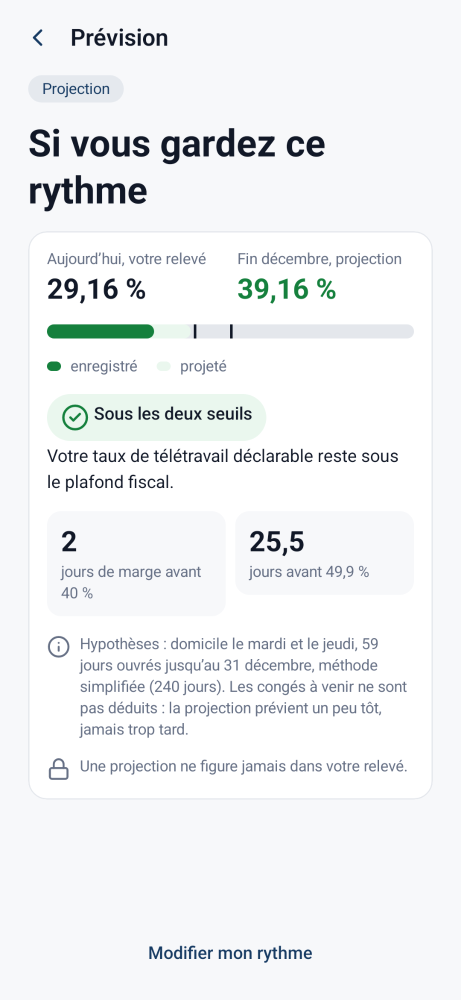 Prévision
Projection
Si vous gardez ce
rythme
Aujourd’hui, votre relevé
29,16 %
Fin décembre, projection
39,16 %
enregistré
projeté
Sous les deux seuils
Votre taux de télétravail déclarable reste sous
le plafond fiscal.
2
jours de marge avant
40 %
25,5
jours avant 49,9 %
Hypothèses : domicile le mardi et le jeudi, 59
jours ouvrés jusqu’au 31 décembre, méthode
simplifiée (240 jours). Les congés à venir ne sont
pas déduits : la projection prévient un peu tôt,
jamais trop tard.
Une projection ne figure jamais dans votre relevé.
Modifier mon rythme